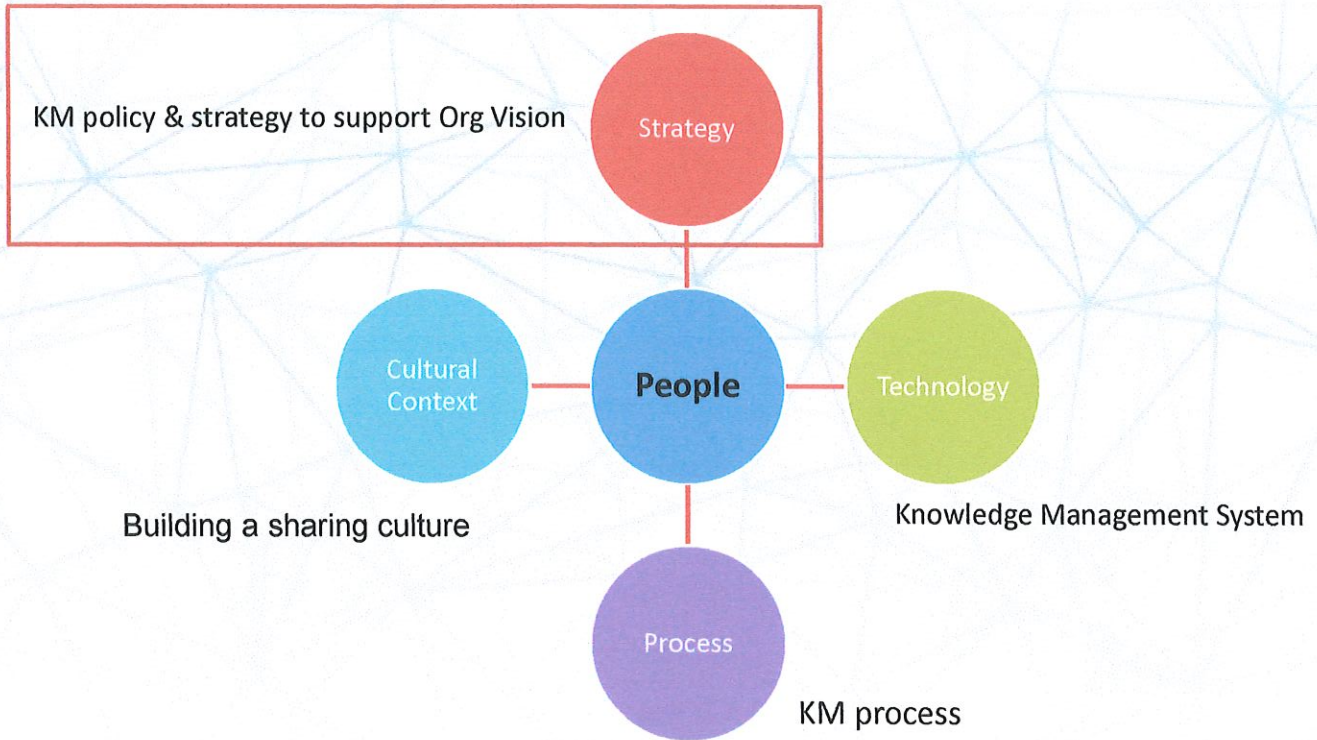 KM policy & strategy to support Org Vision
Strategy
Cultural
Context
People
Technology
Building a sharing culture
Knowledge Management System
Process
KM process